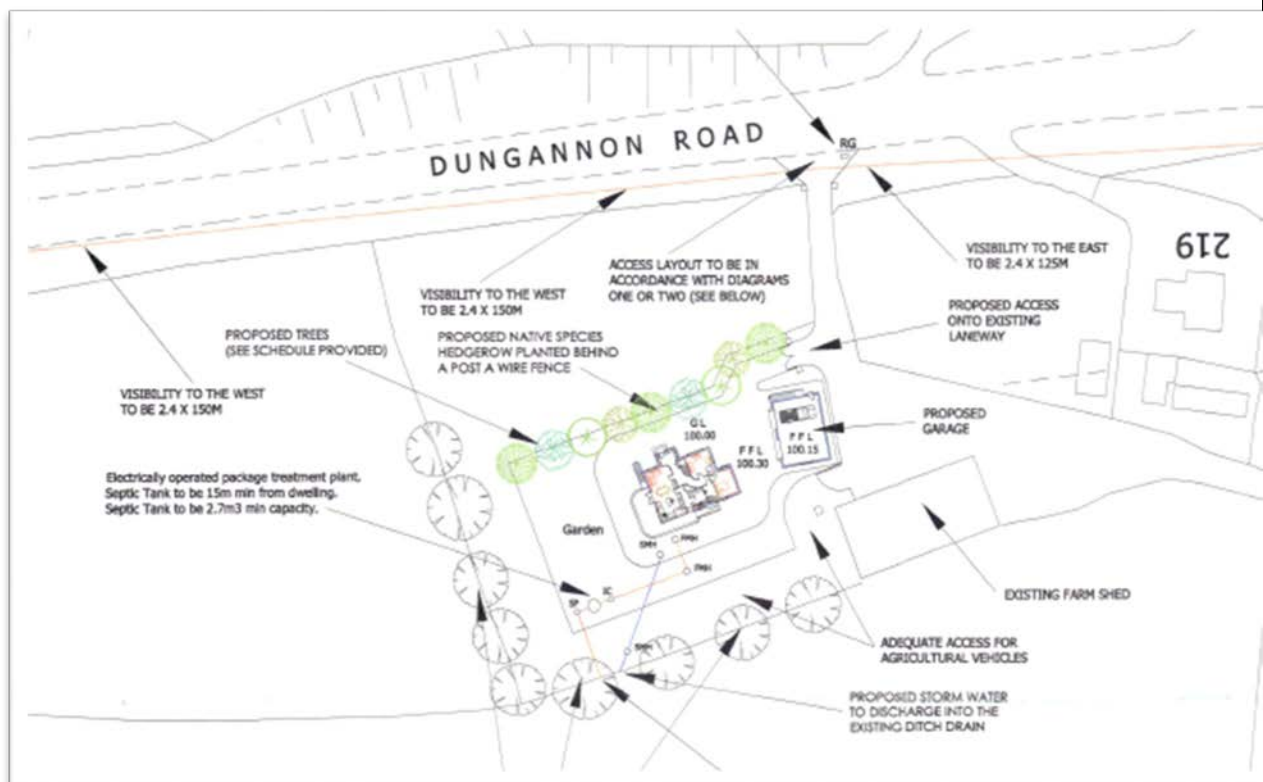 DUNGANNON ROAD
RG
219
VISIBILITY TO THE EAST
TO BE 2.4 X 125M
ACCESS LAYOUT TO BE IN
ACCORDANCE WITH DIAGRAMS
ONE OR TWO (SEE BELOW)
VISIBILITY TO THE WEST
TO BE 2.4 X 150M
PROPOSED ACCESS
ONTO EXISTING
LANEWAY
PROPOSED TREES
(SEE SCHEDULE PROVIDED)
PROPOSED NATIVE SPECIES
HEDGEROW PLANTED BEHIND
A POST A WIRE FENCE
VISIBILITY TO THE WEST
TO BE 2.4 X 150M
PROPOSED
GARAGE
G L
100.00
F F L
100.30
F F L
100.15
Electrically operated package treatment plant.
Septic Tank to be 15m min from dwelling.
Septic Tank to be 2.7m3 min capacity.
Garden
SMH
FMH
FMH
SP
IC
SMH
EXISTING FARM SHED
ADEQUATE ACCESS FOR
AGRICULTURAL VEHICLES
PROPOSED STORM WATER
TO DISCHARGE INTO THE
EXISTING DITCH DRAIN